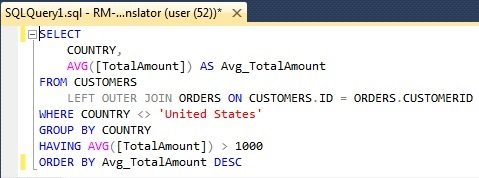 SQLQuery1.sql - RM-...nslator (user (52))* ×
SELECT
COUNTRY,
AVG([TotalAmount]) AS Avg_TotalAmount
FROM CUSTOMERS
LEFT OUTER JOIN ORDERS ON CUSTOMERS.ID = ORDERS.CUSTOMERID
WHERE COUNTRY <> 'United States'
GROUP BY COUNTRY
HAVING AVG([TotalAmount]) > 1000
ORDER BY Avg_TotalAmount DESC